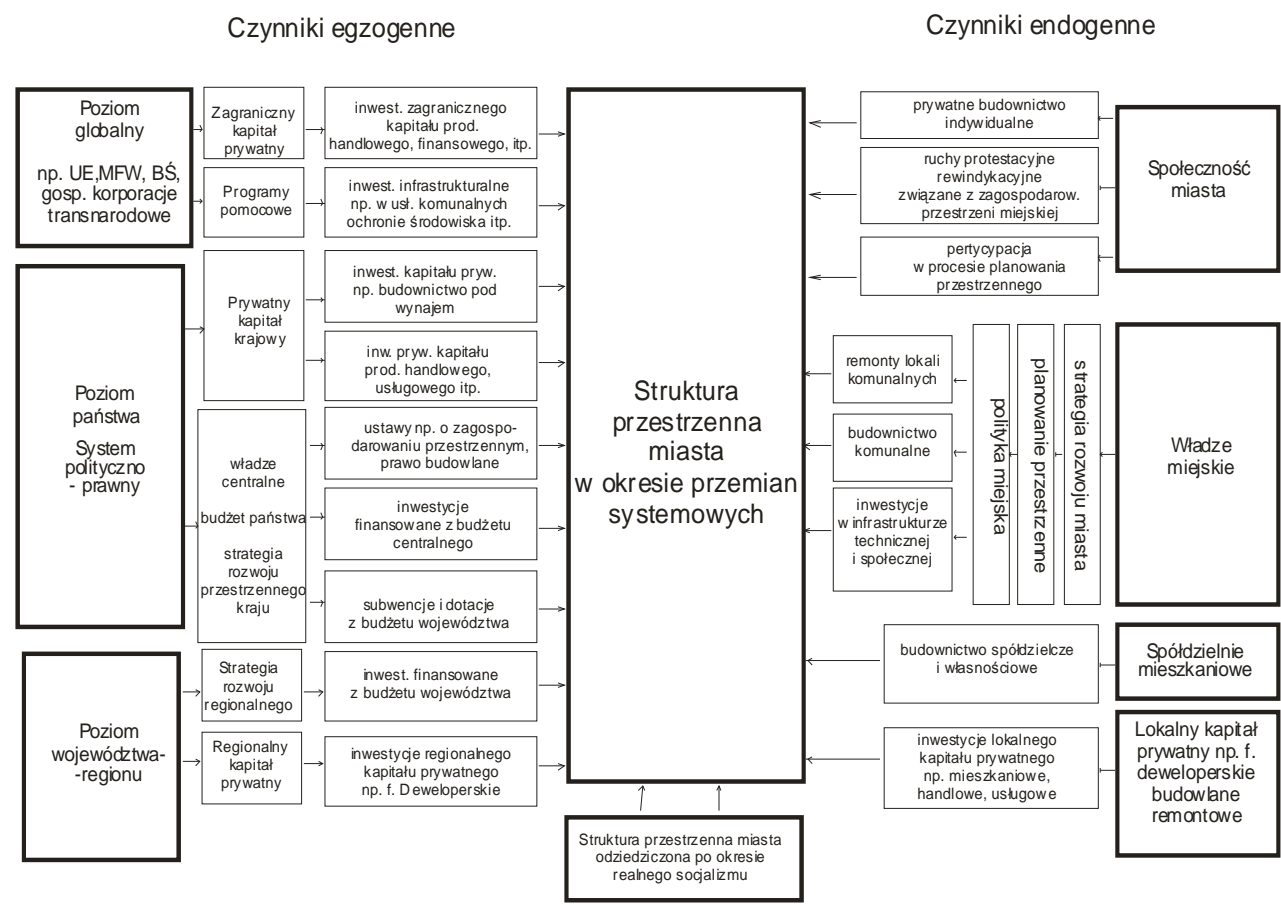 Czynniki egzogenne
Czynniki endogenne
Poziom
globalny
np. UE,MFW, BŚ,
gosp. korporacje
transnarodowe
Zagraniczny
kapitał
prywatny
inwest. zagranicznego
kapitału prod.
handlowego, finansowego, itp.
Programy
pomocowe
inwest. infrastrukturalne
np. w usł. komunalnych
ochronie środowiska itp.
Poziom
państwa
System
polityczno
- prawny
Prywatny
kapitał
krajowy
inwest. kapitału pryw.
np. budownictwo pod
wynajem
inw. pryw. kapitału
prod. handlowego,
usługowego itp.
władze
centralne
budżet państwa
strategia
rozwoju
przestrzennego
kraju
ustawy np. o zagospo-
darowaniu przestrzennym,
prawo budowlane
inwestycje
finansowane z budżetu
centralnego
subwencje i dotacje
z budżetu województwa
Poziom
województwa-
-regionu
Strategia
rozwoju
regionalnego
inwest. finansowane
z budżetu województwa
Regionalny
kapitał
prywatny
inwestycje regionalnego
kapitału prywatnego
np. f. Deweloperskie
Struktura
przestrzenna
miasta
w okresie przemian
systemowych
Struktura przestrzenna miasta
odziedziczona po okresie
realnego socjalizmu
prywatne budownictwo
indywidualne
ruchy protestacyjne
rewindykacyjne
związane z zagospodarow.
przestrzeni miejskiej
pertycypacja
w procesie planowania
przestrzennego
Społeczność
miasta
remonty lokali
komunalnych
budownictwo
komunalne
inwestycje
w infrastrukturze
technicznej
i społecznej
polityka miejska
planowanie przestrzenne
strategia rozwoju miasta
Władze
miejskie
budownictwo spółdzielcze
i własnościowe
Spółdzielnie
mieszkaniowe
inwestycje lokalnego
kapitału prywatnego
np. mieszkaniowe,
handlowe, usługowe
Lokalny kapitał
prywatny np. f.
deweloperskie
budowlane
remontowe